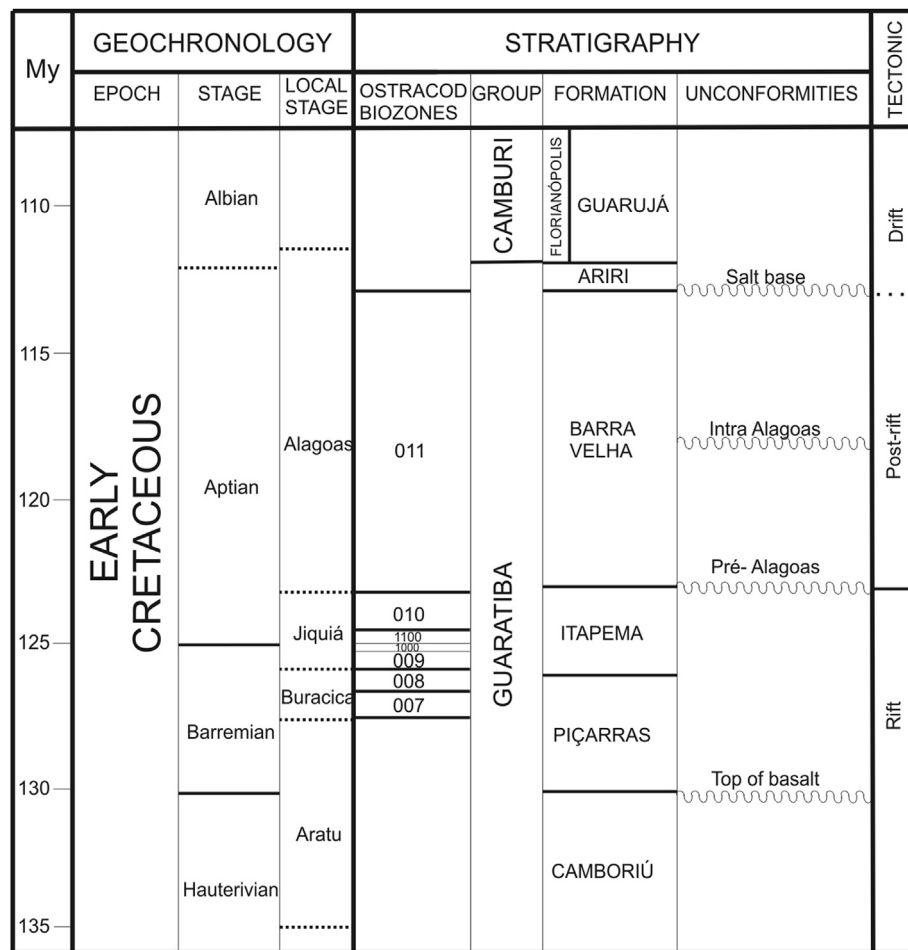 My
GEOCHRONOLOGY
STRATIGRAPHY
TECTONIC
EPOCH
STAGE
LOCAL
STAGE
OSTRACOD
BIOZONES
GROUP
FORMATION
UNCONFORMITIES
110
115
120
125
130
135
EARLY
CRETACEOUS
Albian
Aptian
Barremian
Hauterivian
Alagoas
Jiquiá
Buracica
Aratu
011
010
1100
1000
009
008
007
CAMBURI
GUARATIBA
FLORIANÓPOLIS
GUARUJÁ
ARIRI
BARRA
VELHA
ITAPEMA
PIÇARRAS
CAMBORIÚ
Salt base
Intra Alagoas
Pré- Alagoas
Top of basalt
Drift
Post-rift
Rift